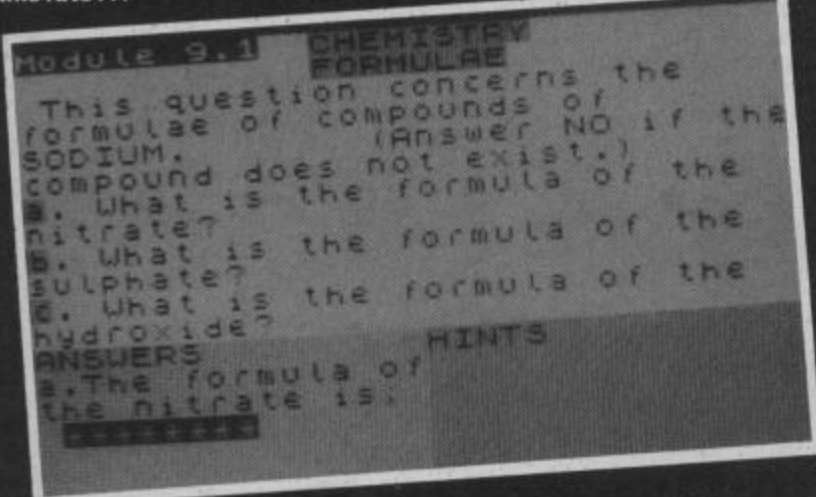 Module 9.1 CHEMISTRY
FORMULAE
This question concerns the
formulae of compounds of
SODIUM. (Answer NO if the
compound does not exist.)
a. What is the formula of the
nitrate?
b. What is the formula of the
sulphate?
c. What is the formula of the
hydroxide?
ANSWERS HINTS
a.The formula of
the nitrate is: